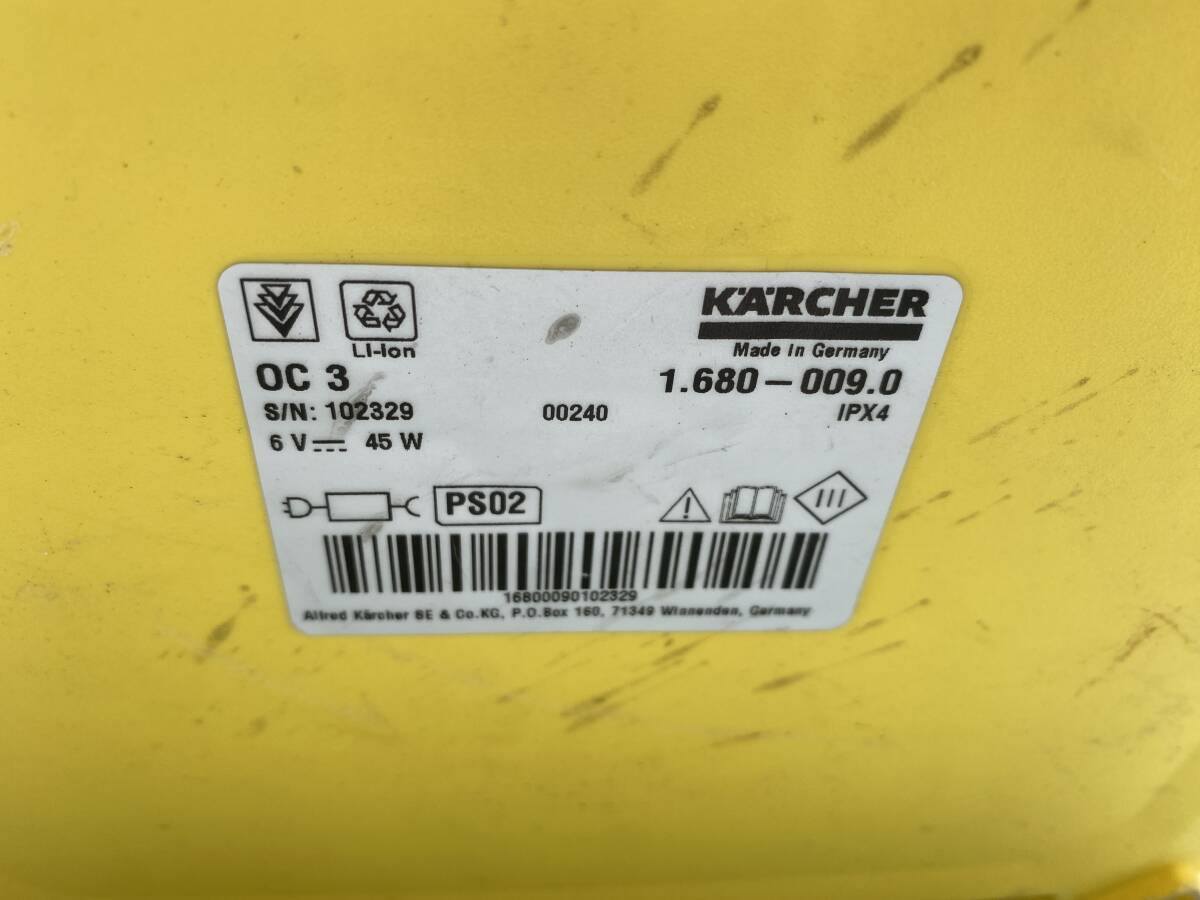 KÄRCHER
Li-Ion
Made in Germany
OC 3
1.680-009.0
S/N: 102329
00240
IPX4
6 V 45 W
PS02
16800090102329
Alfred Kärcher SE & Co.KG, P.O.Box 160, 71349 Winnenden, Germany